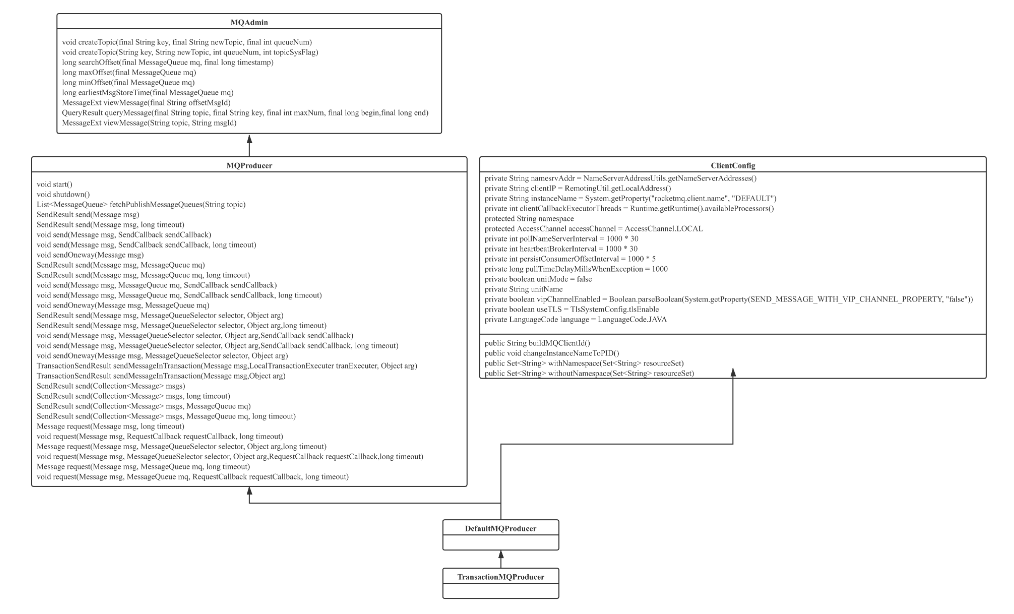 MQAdmin
void createTopic(final String key, final String newTopic, final int queueNum)
void createTopic(String key, String newTopic, int queueNum, int topicSysFlag)
long searchOffset(final MessageQueue mq, final long timestamp)
long maxOffset(final MessageQueue mq)
long minOffset(final MessageQueue mq)
long earliestMsgStoreTime(final MessageQueue mq)
MessageExt viewMessage(final String offsetMsgId)
QueryResult queryMessage(final String topic, final String key, final int maxNum, final long begin,final long end)
MessageExt viewMessage(String topic, String msgId)
MQProducer
void start()
void shutdown()
List<MessageQueue> fetchPublishMessageQueues(String topic)
SendResult send(Message msg)
SendResult send(Message msg, long timeout)
void send(Message msg, SendCallback sendCallback)
void send(Message msg, SendCallback sendCallback, long timeout)
void sendOneway(Message msg)
SendResult send(Message msg, MessageQueue mq)
SendResult send(Message msg, MessageQueue mq, long timeout)
void send(Message msg, MessageQueue mq, SendCallback sendCallback)
void send(Message msg, MessageQueue mq, SendCallback sendCallback, long timeout)
void sendOneway(Message msg, MessageQueue mq)
SendResult send(Message msg, MessageQueueSelector selector, Object arg)
SendResult send(Message msg, MessageQueueSelector selector, Object arg,long timeout)
void send(Message msg, MessageQueueSelector selector, Object arg,SendCallback sendCallback)
void send(Message msg, MessageQueueSelector selector, Object arg,SendCallback sendCallback, long timeout)
void sendOneway(Message msg, MessageQueueSelector selector, Object arg)
TransactionSendResult sendMessageInTransaction(Message msg,LocalTransactionExecuter tranExecuter, Object arg)
TransactionSendResult sendMessageInTransaction(Message msg,Object arg)
SendResult send(Collection<Message> msgs)
SendResult send(Collection<Message> msgs, long timeout)
SendResult send(Collection<Message> msgs, MessageQueue mq)
SendResult send(Collection<Message> msgs, MessageQueue mq, long timeout)
Message request(Message msg, long timeout)
void request(Message msg, RequestCallback requestCallback, long timeout)
Message request(Message msg, MessageQueueSelector selector, Object arg,long timeout)
void request(Message msg, MessageQueueSelector selector, Object arg,RequestCallback requestCallback,long timeout)
Message request(Message msg, MessageQueue mq, long timeout)
void request(Message msg, MessageQueue mq, RequestCallback requestCallback, long timeout)
ClientConfig
private String namesrvAddr = NameServerAddressUtils.getNameServerAddresses()
private String clientIP = RemotingUtil.getLocalAddress()
private String instanceName = System.getProperty("rocketmq.client.name", "DEFAULT")
private int clientCallbackExecutorThreads = Runtime.getRuntime().availableProcessors()
protected String namespace
protected AccessChannel accessChannel = AccessChannel.LOCAL
private int pollNameServerInterval = 1000 * 30
private int heartbeatBrokerInterval = 1000 * 30
private int persistConsumerOffsetInterval = 1000 * 5
private long pullTimeDelayMillsWhenException = 1000
private boolean unitMode = false
private String unitName
private boolean vipChannelEnabled = Boolean.parseBoolean(System.getProperty(SEND_MESSAGE_WITH_VIP_CHANNEL_PROPERTY, "false"))
private boolean useTLS = TlsSystemConfig.tlsEnable
private LanguageCode language = LanguageCode.JAVA
public String buildMQClientId()
public void changeInstanceNameToPID()
public Set<String> withNamespace(Set<String> resourceSet)
public Set<String> withoutNamespace(Set<String> resourceSet)
DefaultMQProducer
TransactionMQProducer